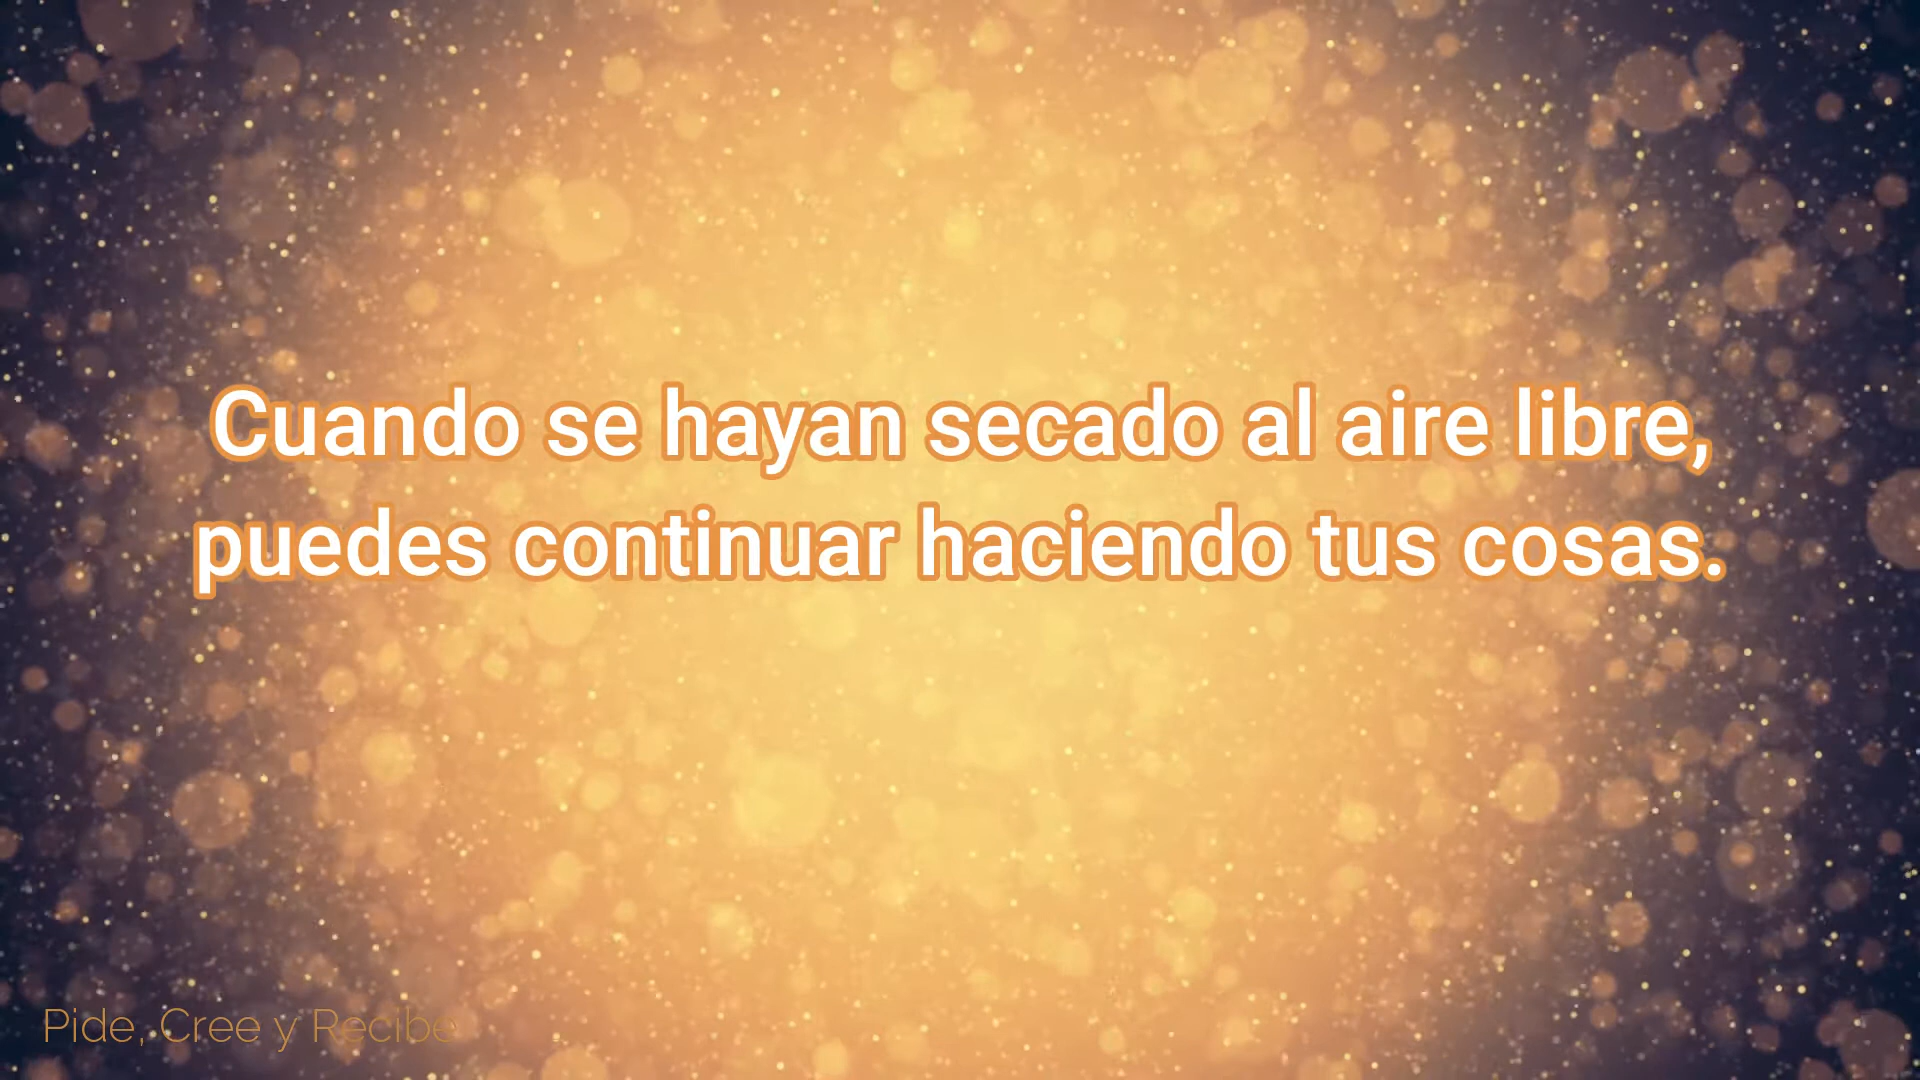 Cuando se hayan secado al aire libre,
puedes continuar haciendo tus cosas.
Pide, Cree y Recibe